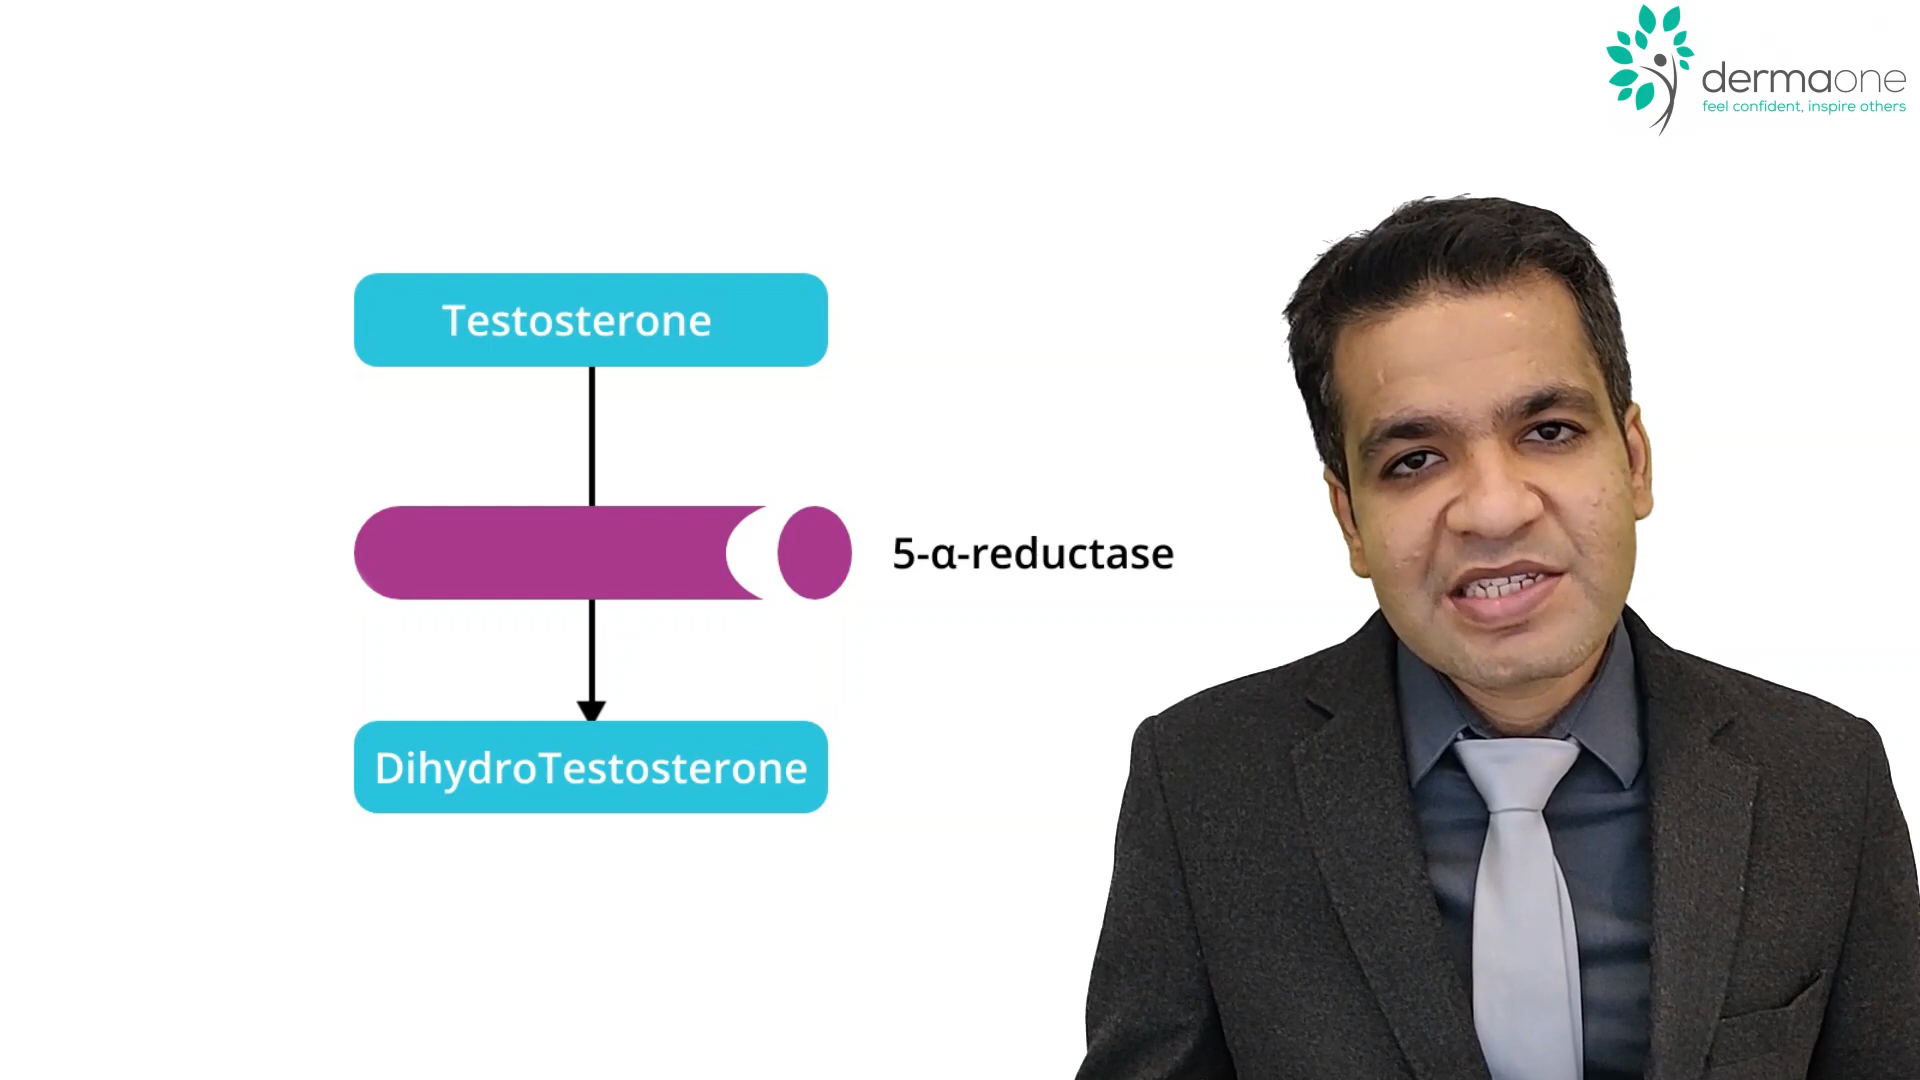 dermaone
feel confident, inspire others
Testosterone
5-α-reductase
DihydroTestosterone